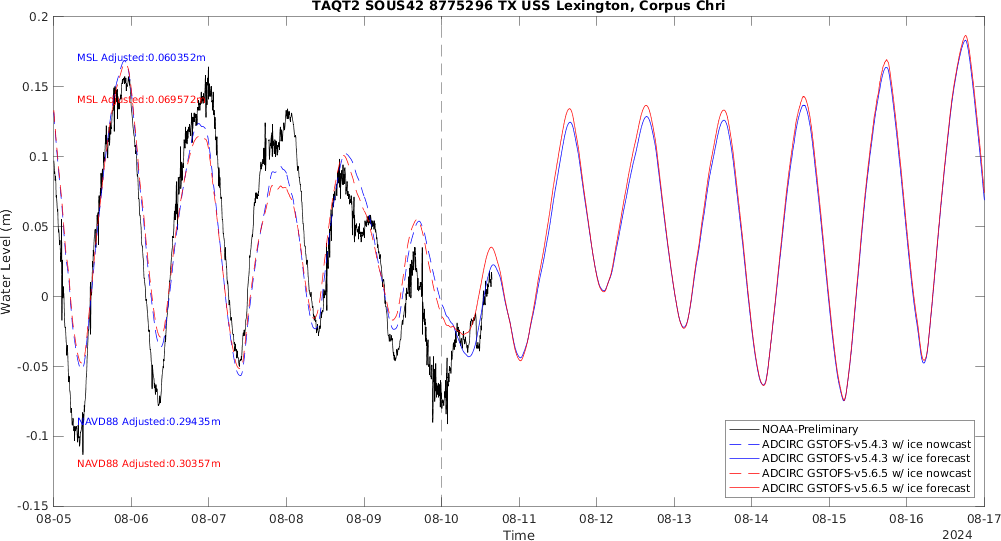 TAQT2 SOUS42 8775296 TX USS Lexington, Corpus Chri
0.2
MSL Adjusted:0.060352m
0.15
MSL Adjusted:0.069572m
0.1
0.05
Water Level (m)
0
-0.05
NAVD88 Adjusted:0.29435m
-0.1
NAVD88 Adjusted:0.30357m
-0.15
NOAA-Preliminary
ADCIRC GSTOFS-v5.4.3 w/ ice nowcast
ADCIRC GSTOFS-v5.4.3 w/ ice forecast
ADCIRC GSTOFS-v5.6.5 w/ ice nowcast
ADCIRC GSTOFS-v5.6.5 w/ ice forecast
08-05 08-06 08-07 08-08 08-09 08-10 08-11 08-12 08-13 08-14 08-15 08-16 08-17
Time
2024